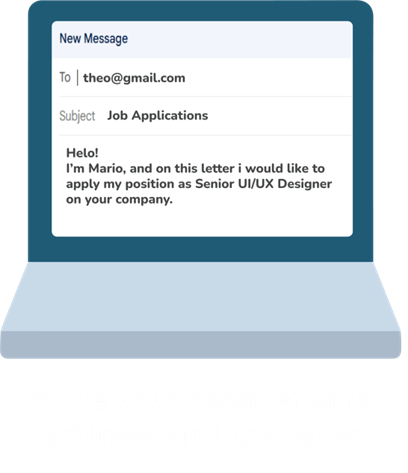 New Message
To theo@gmail.com
Subject Job Applications
Helo!
I'm Mario, and on this letter i would like to
apply my position as Senior UI/UX Designer
on your company.